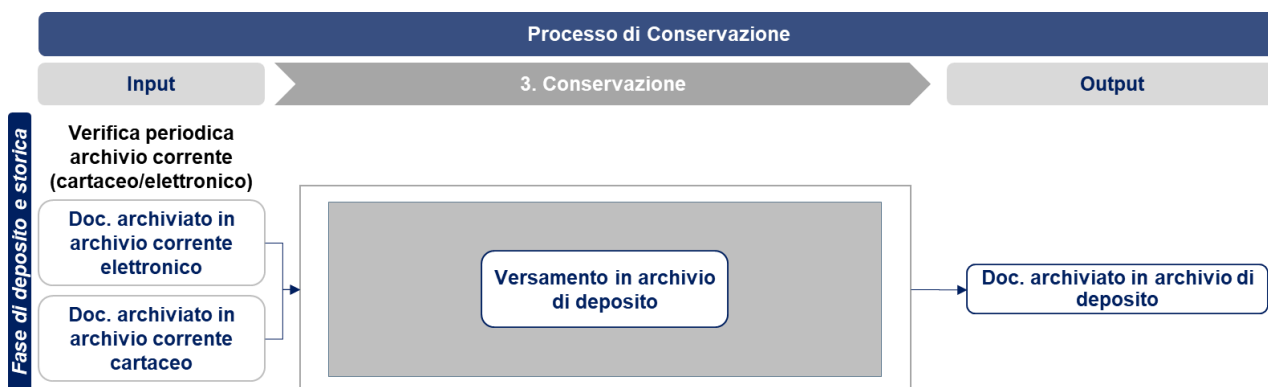 Processo di Conservazione
Input
3. Conservazione
Output
Fase di deposito e storica
Verifica periodica
archivio corrente
(cartaceo/elettronico)
Doc. archiviato in
archivio corrente
elettronico
Doc. archiviato in
archivio corrente
cartaceo
Versamento in archivio
di deposito
Doc. archiviato in archivio di
deposito